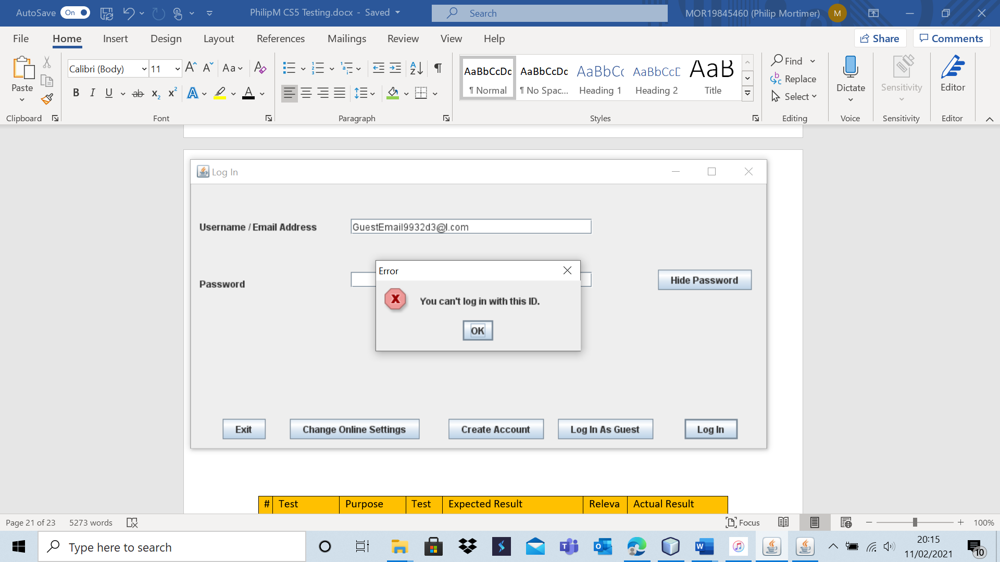 AutoSave On PhilipM CS5 Testing.docx - Saved Search MOR19845460 (Philip Mortimer) M
File Home Insert Design Layout References Mailings Review View Help Share Comments
Calibri (Body) 11 Aa AaBbCcDc AaBbCcDc AaBbCc AaBbCcD AaB Find
Paste ¶ Normal ¶ No Spac... Heading 1 Heading 2 Title Replace Dictate Sensitivity Editor
B I U ab x₂ x² A A Select
Clipboard Font Paragraph Styles Editing Voice Sensitivity Editor
Log In
Username / Email Address GuestEmail9932d3@l.com
Error
Password Hide Password
You can't log in with this ID.
OK
Exit Change Online Settings Create Account Log In As Guest Log In
# Test Purpose Test Expected Result Releva Actual Result
Page 21 of 23 5273 words Focus 100%
Type here to search
20:15
11/02/2021
10